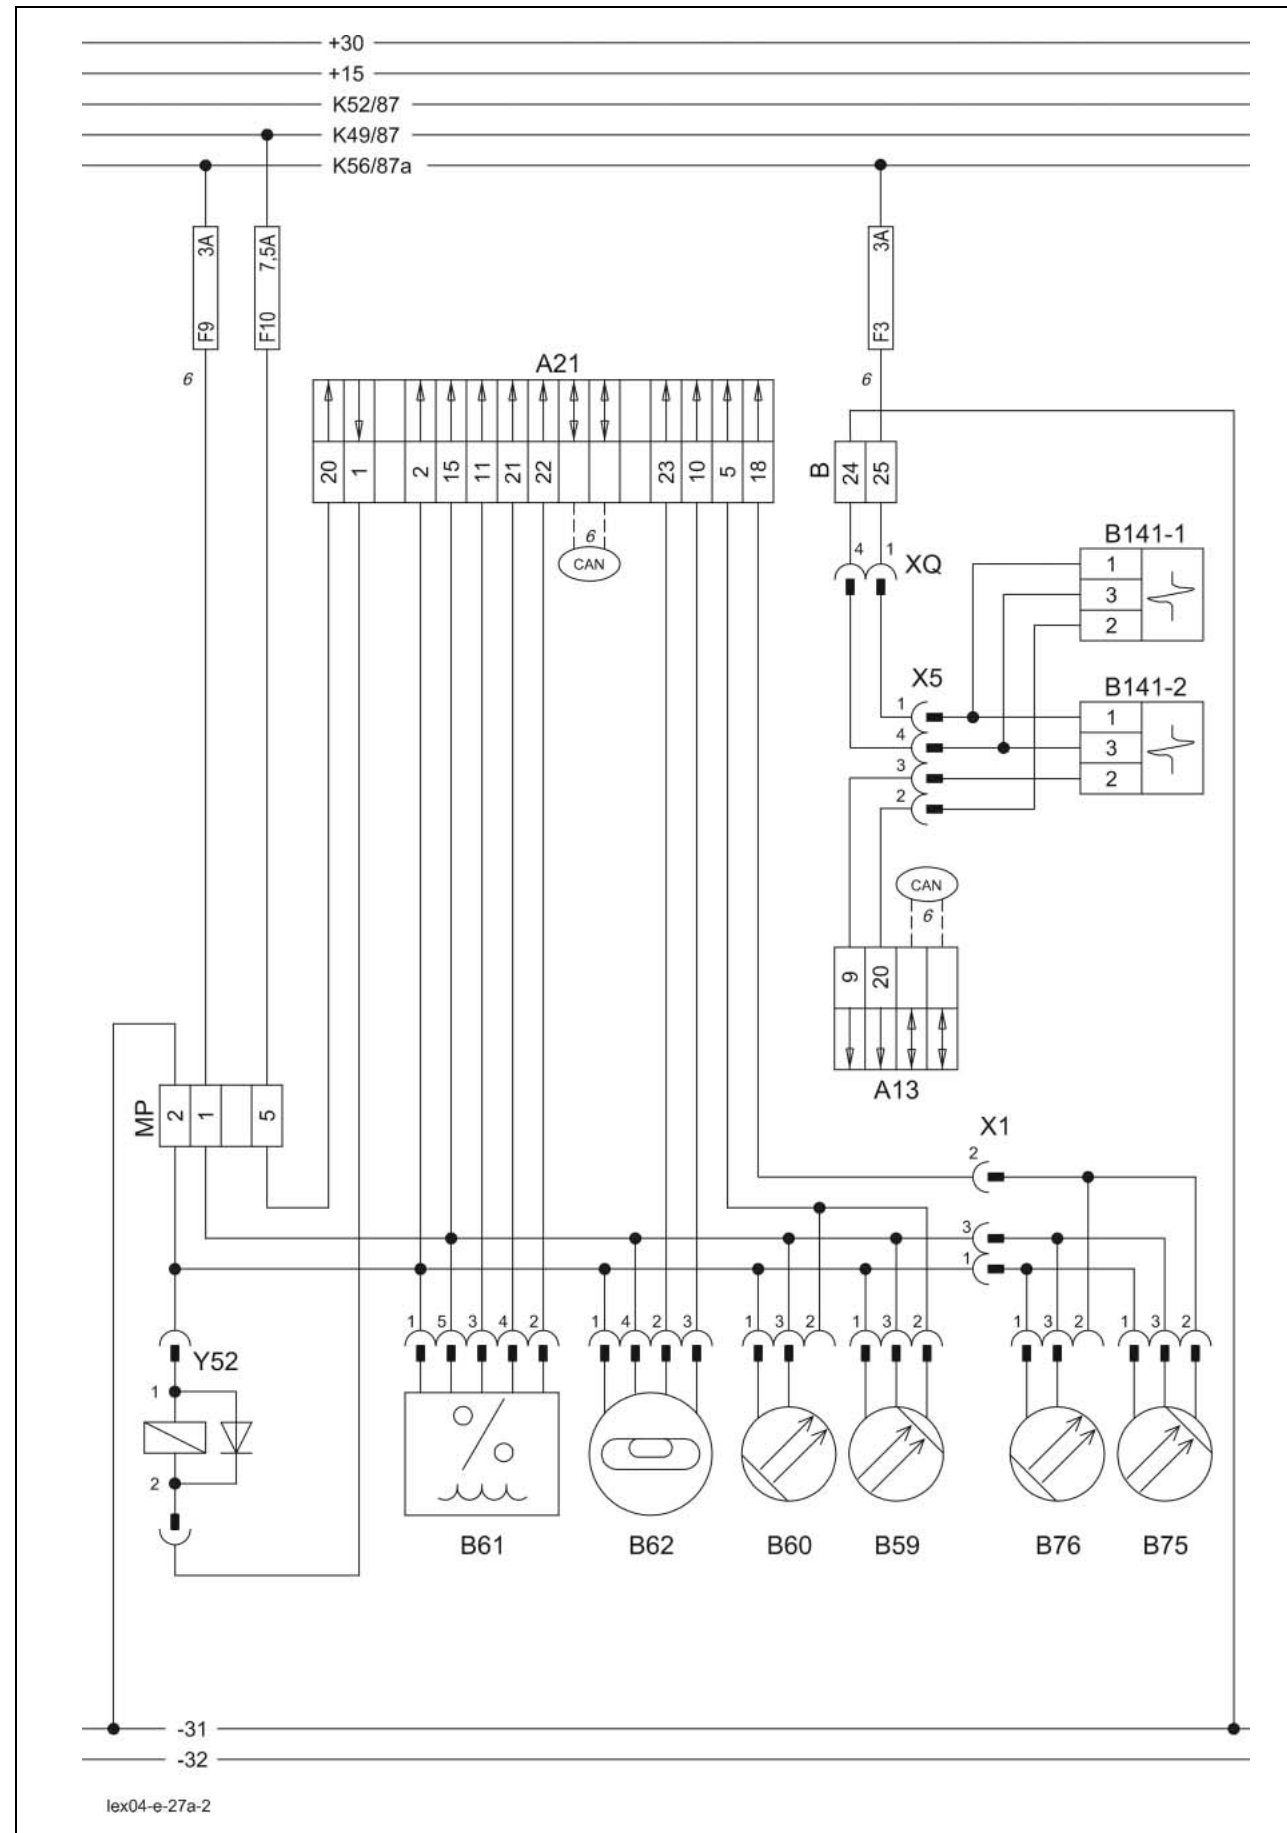 +30
+15
K52/87
K49/87
K56/87a
3A
7,5A
3A
F9
F10
F3
6
6
A21
20 1 2 15 11 21 22 23 10 5 18
B 24 25
6
CAN
4 1
XQ
B141-1
1
3
2
X5
B141-2
1
4
3
2
1
3
2
CAN
6
9 20
A13
MP 2 1 5
X1
2
3
1
1 5 3 4 2 1 4 2 3 1 3 2 1 3 2 1 3 2 1 3 2
Y52
1
2
B61 B62 B60 B59 B76 B75
-31
-32
lex04-e-27a-2